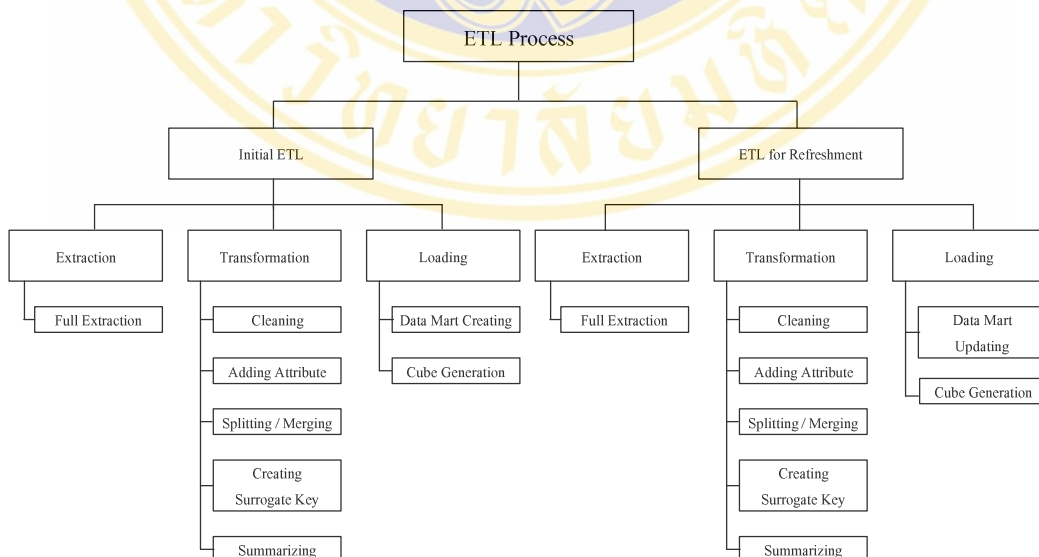 ETL Process
Initial ETL
ETL for Refreshment
Extraction
Transformation
Loading
Extraction
Transformation
Loading
Full Extraction
Cleaning
Data Mart Creating
Full Extraction
Cleaning
Data Mart
Updating
Adding Attribute
Cube Generation
Adding Attribute
Cube Generation
Splitting / Merging
Splitting / Merging
Creating
Surrogate Key
Creating
Surrogate Key
Summarizing
Summarizing